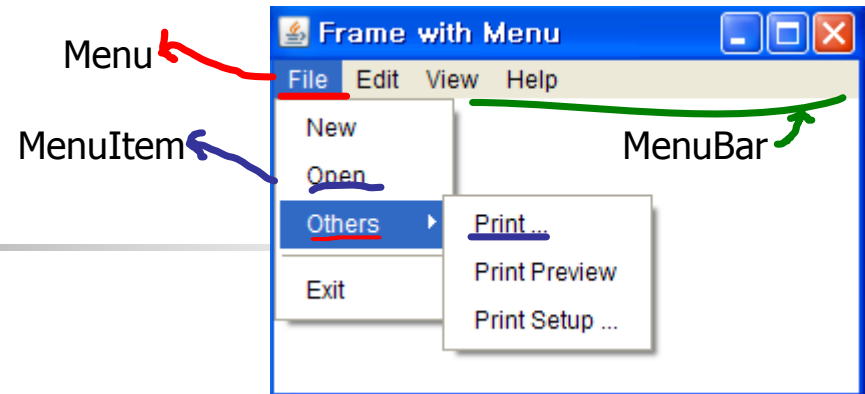 Frame with Menu
Menu
File Edit View Help
New
MenuItem
MenuBar
Open
Others
Print ...
Print Preview
Exit
Print Setup ...